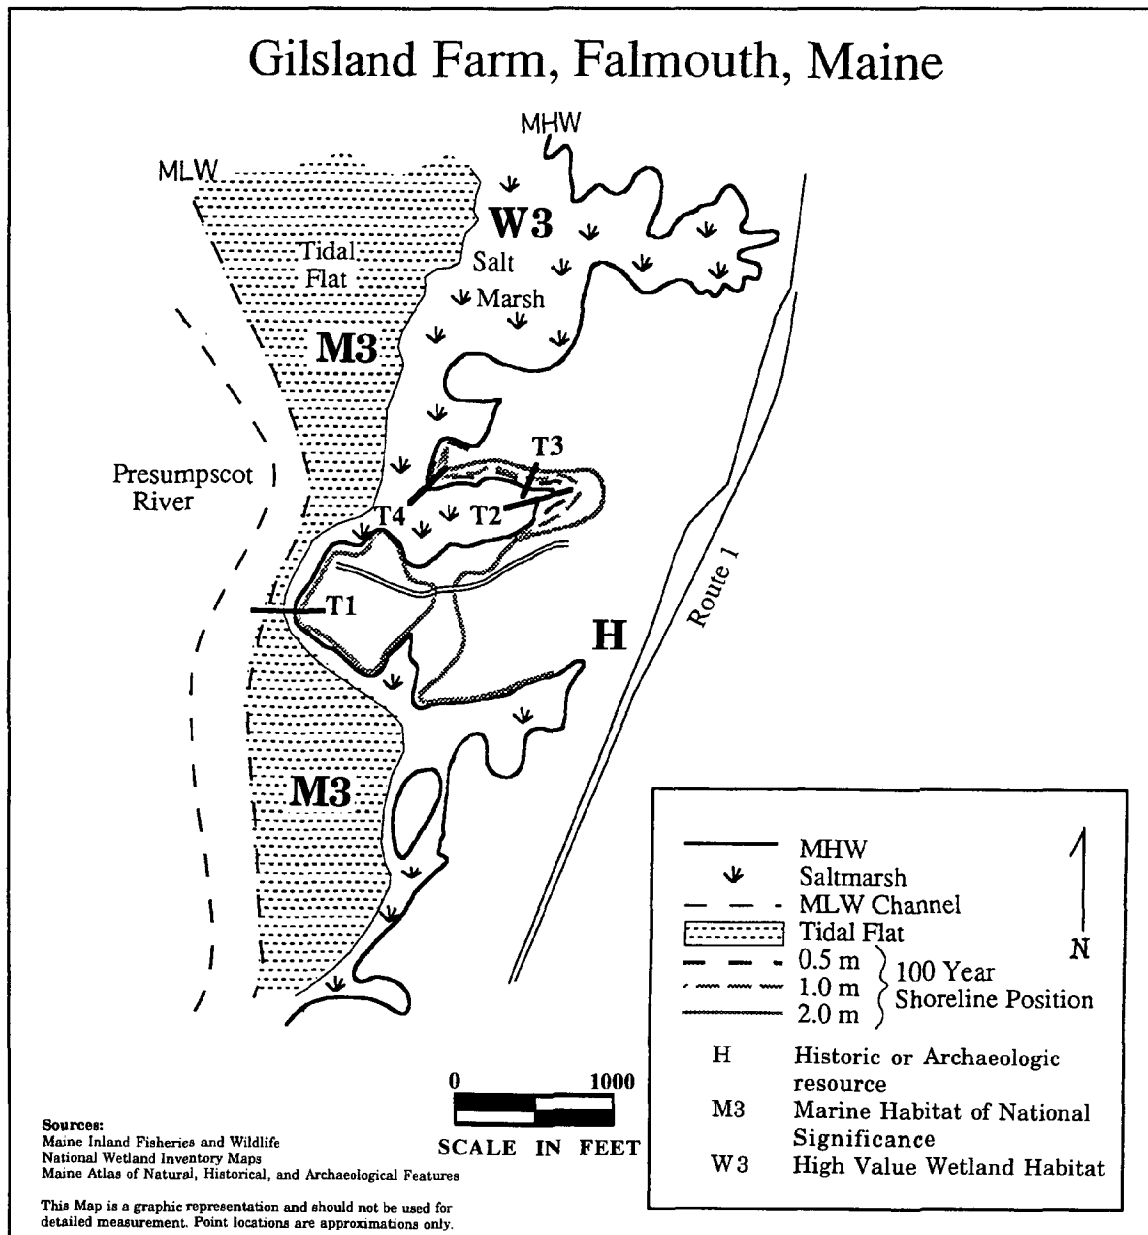 Gilsland Farm, Falmouth, Maine
MHW
MLW
W3
Tidal
Flat
Salt
Marsh
M3
T3
Presumpscot
River
T4
T2
T1
Route 1
H
M3
MHW
Saltmarsh
MLW Channel
Tidal Flat
0.5 m
1.0 m
2.0 m
100 Year
Shoreline Position
N
H Historic or Archaeologic
resource
M3 Marine Habitat of National
Significance
W3 High Value Wetland Habitat
0 1000
SCALE IN FEET
Sources:
Maine Inland Fisheries and Wildlife
National Wetland Inventory Maps
Maine Atlas of Natural, Historical, and Archaeological Features
This Map is a graphic representation and should not be used for
detailed measurement. Point locations are approximations only.